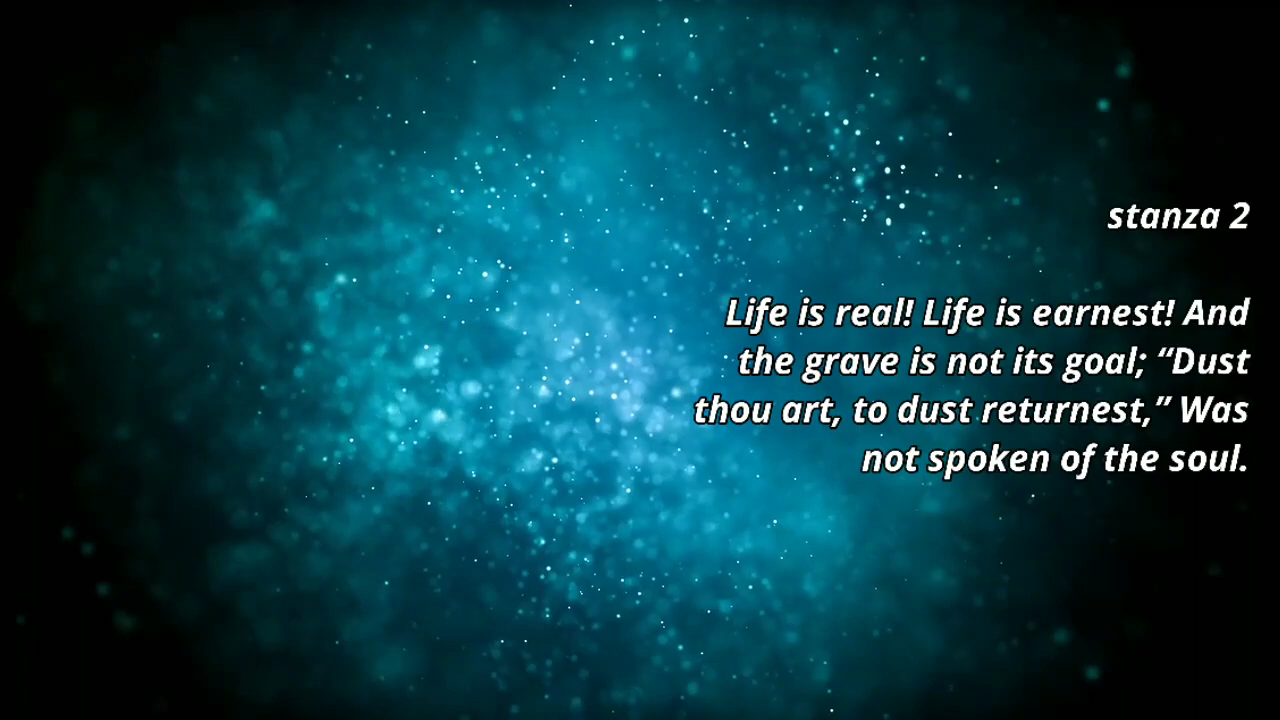 stanza 2
Life is real! Life is earnest! And
the grave is not its goal; “Dust
thou art, to dust returnest,” Was
not spoken of the soul.